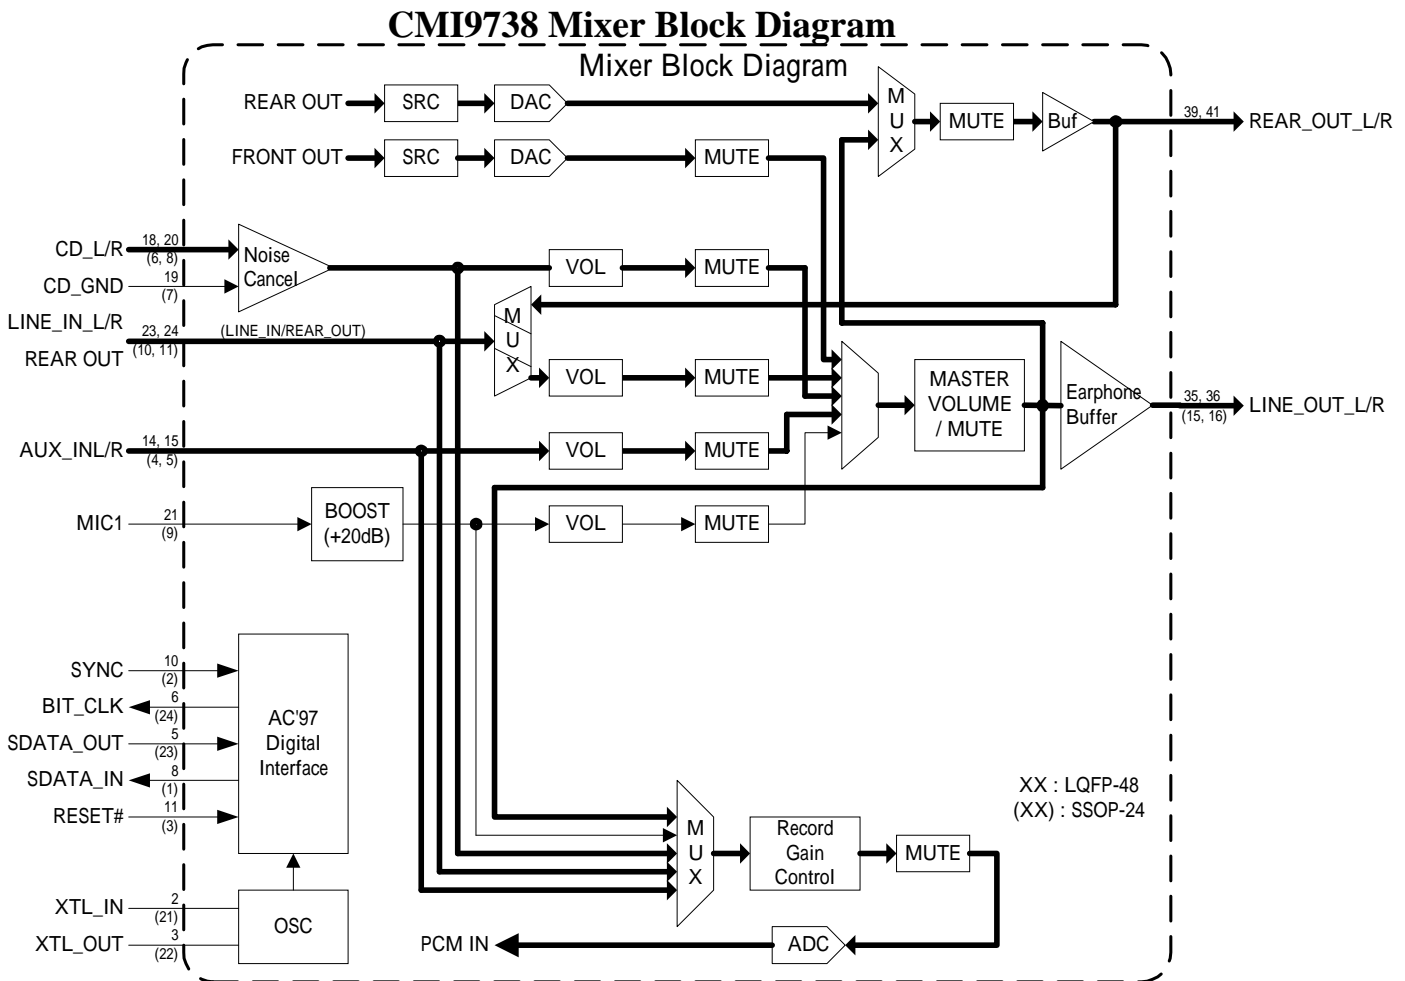 CMI9738 Mixer Block Diagram
Mixer Block Diagram
REAR OUT
SRC
DAC
M
U
X
MUTE
Buf
39, 41
REAR_OUT_L/R
FRONT OUT
SRC
DAC
MUTE
CD_L/R
18, 20
(6, 8)
Noise
Cancel
VOL
MUTE
CD_GND
19
(7)
LINE_IN_L/R
REAR OUT
23, 24
(10, 11)
(LINE_IN/REAR_OUT)
M
U
X
VOL
MUTE
MASTER
VOLUME
/ MUTE
Earphone
Buffer
35, 36
(15, 16)
LINE_OUT_L/R
AUX_INL/R
14, 15
(4, 5)
VOL
MUTE
MIC1
21
(9)
BOOST
(+20dB)
VOL
MUTE
SYNC
10
(2)
BIT_CLK
6
(24)
SDATA_OUT
5
(23)
SDATA_IN
8
(1)
RESET#
11
(3)
AC'97
Digital
Interface
XX : LQFP-48
(XX) : SSOP-24
M
U
X
Record
Gain
Control
MUTE
XTL_IN
2
(21)
XTL_OUT
3
(22)
OSC
PCM IN
ADC